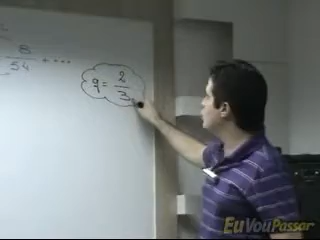 8/54 + ...
q = 2/3
EuVouPassar